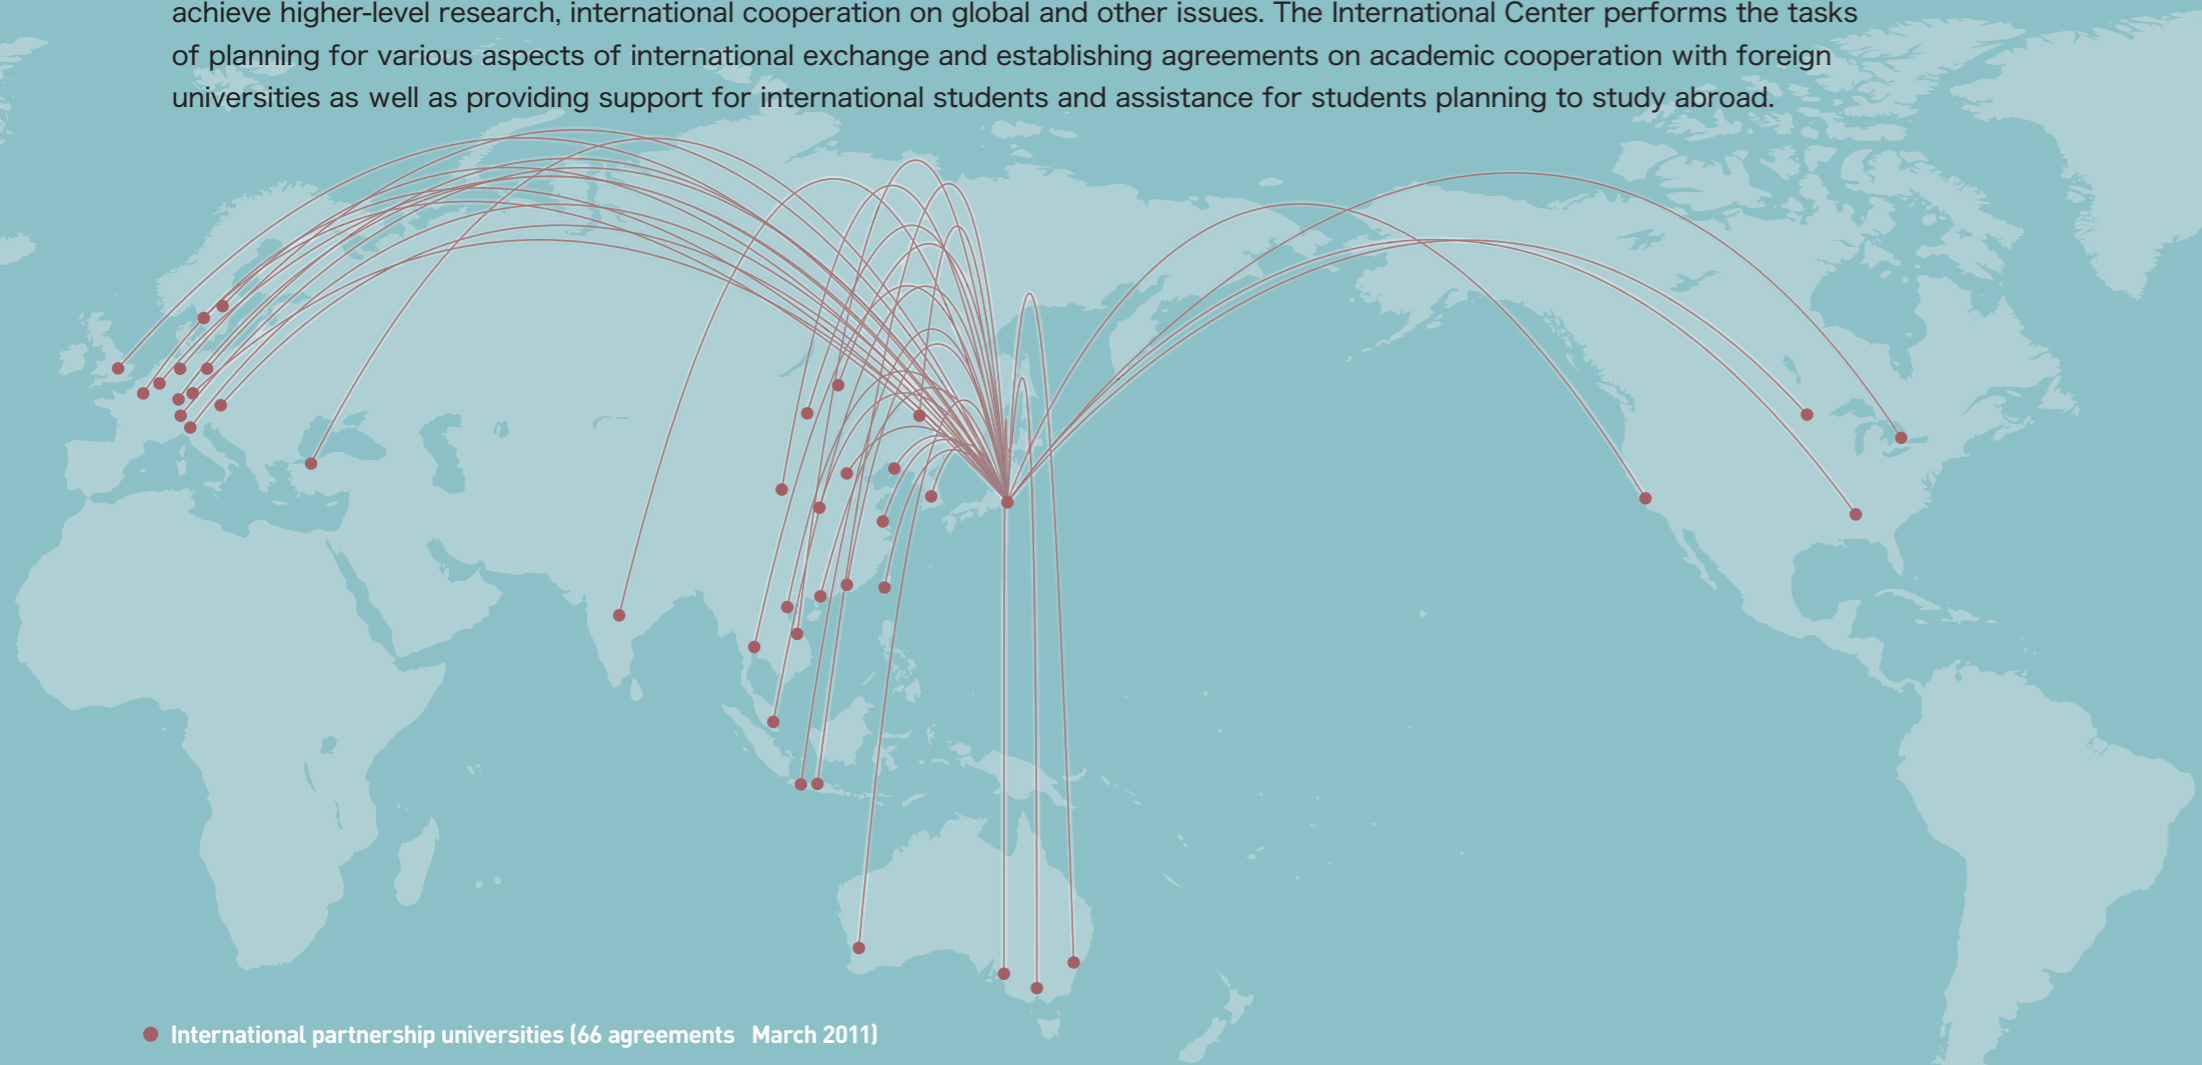 achieve higher-level research, international cooperation on global and other issues. The International Center performs the tasks
of planning for various aspects of international exchange and establishing agreements on academic cooperation with foreign
universities as well as providing support for international students and assistance for students planning to study abroad.
International partnership universities (66 agreements March 2011)